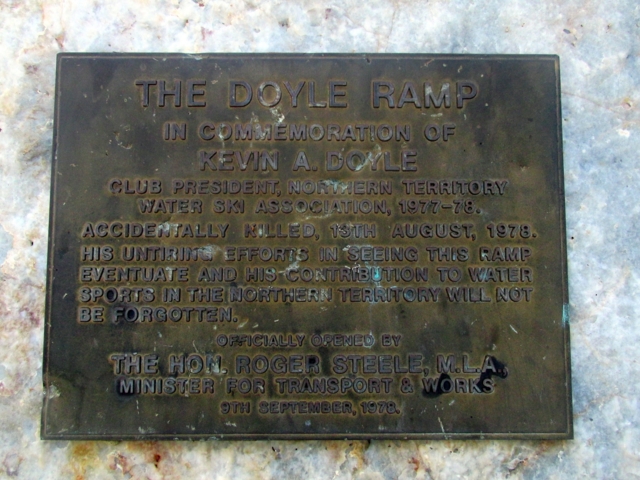 THE DOYLE RAMP
IN COMMEMORATION OF
KEVIN A. DOYLE
CLUB PRESIDENT, NORTHERN TERRITORY
WATER SKI ASSOCIATION, 1977-78.
ACCIDENTALLY KILLED, 13TH AUGUST, 1978.
HIS UNTIRING EFFORTS IN SEEING THIS RAMP
EVENTUATE AND HIS CONTRIBUTION TO WATER
SPORTS IN THE NORTHERN TERRITORY WILL NOT
BE FORGOTTEN.
OFFICIALLY OPENED BY
THE HON. ROGER STEELE, M.L.A.,
MINISTER FOR TRANSPORT & WORKS
9TH SEPTEMBER, 1978.